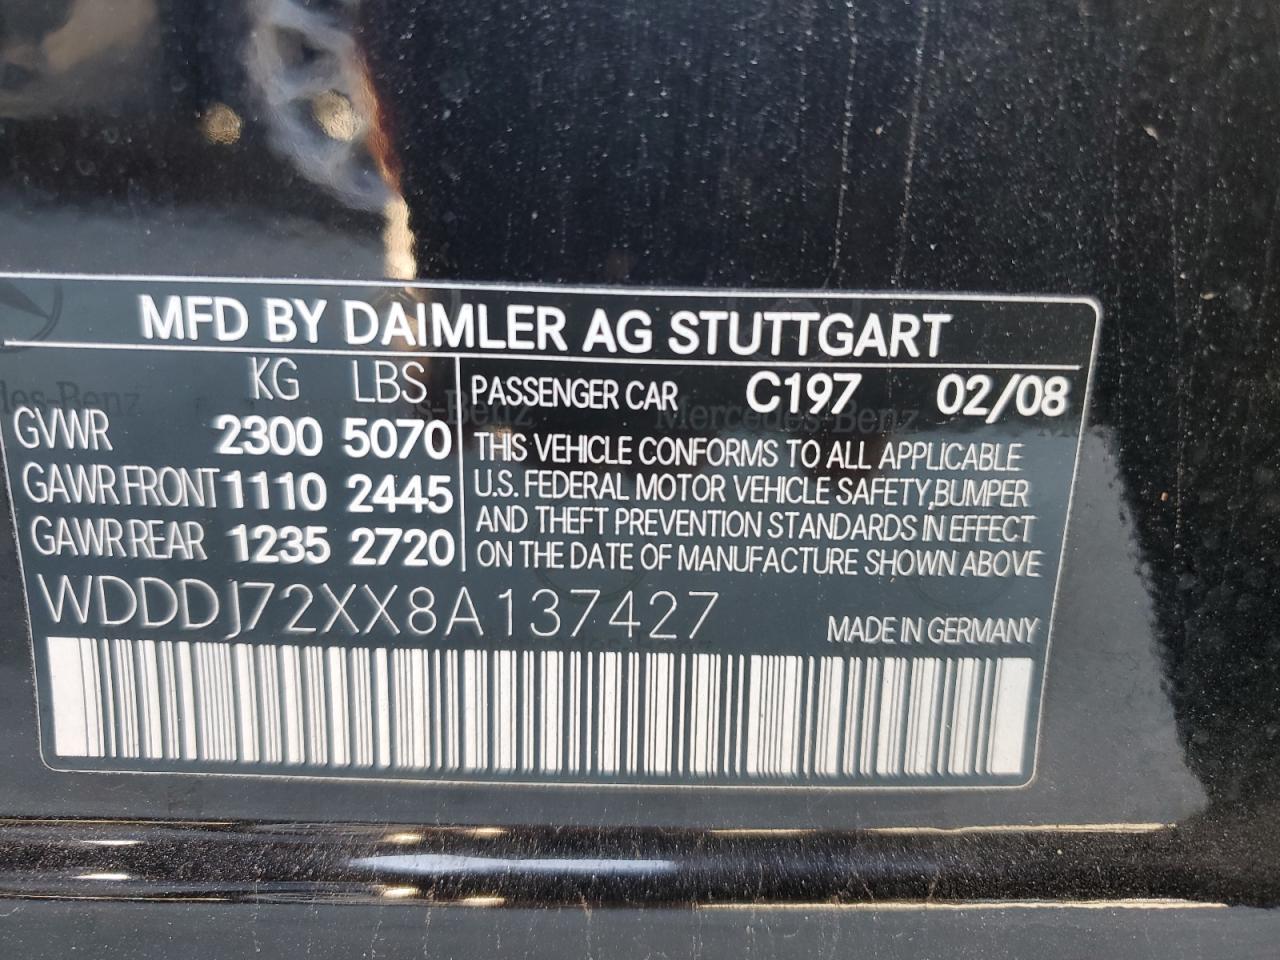 MFD BY DAIMLER AG STUTTGART
KG LBS
GVWR 2300 5070
GAWR FRONT 1110 2445
GAWR REAR 1235 2720
PASSENGER CAR C197 02/08
THIS VEHICLE CONFORMS TO ALL APPLICABLE
U.S. FEDERAL MOTOR VEHICLE SAFETY, BUMPER
AND THEFT PREVENTION STANDARDS IN EFFECT
ON THE DATE OF MANUFACTURE SHOWN ABOVE
WDDDJ72XX8A137427
MADE IN GERMANY
Mercedes-Benz